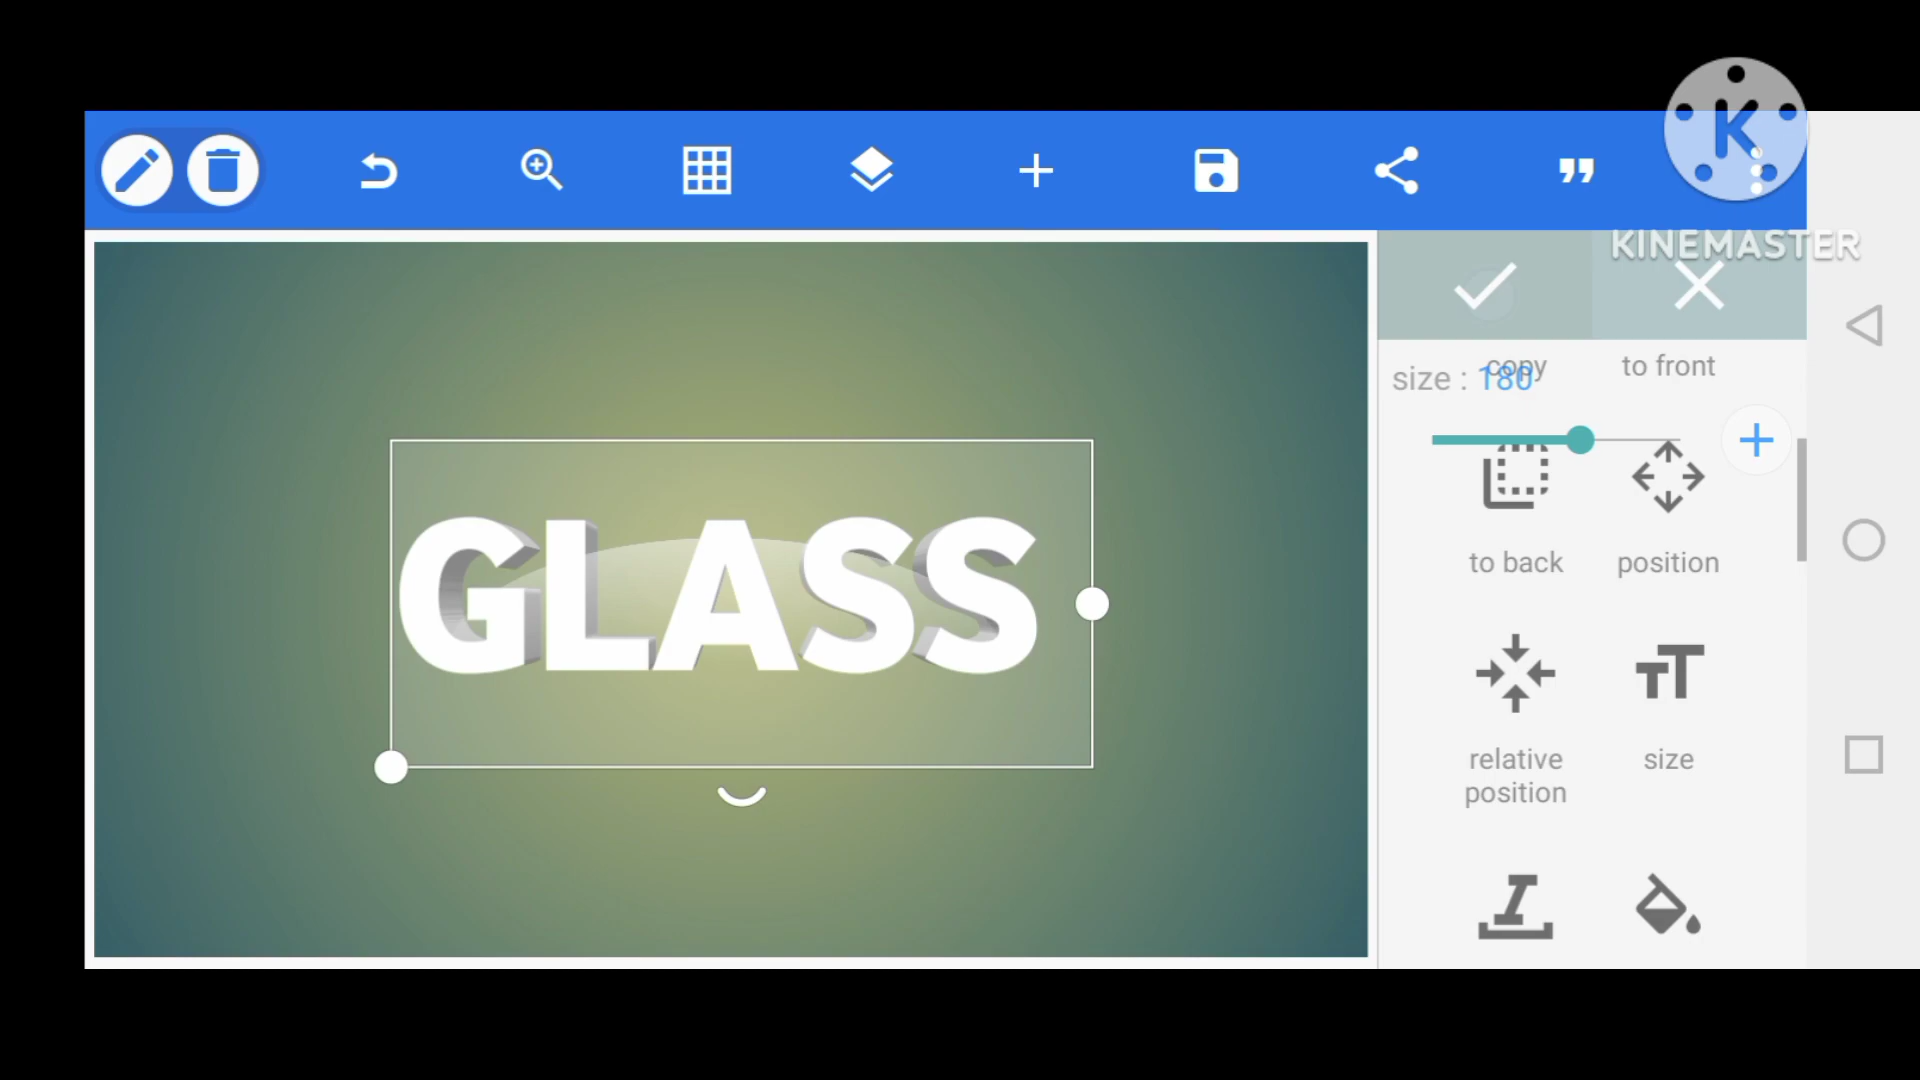 K
KINEMASTER
copy
to front
size : 180
GLASS
to back
position
relative
position
size